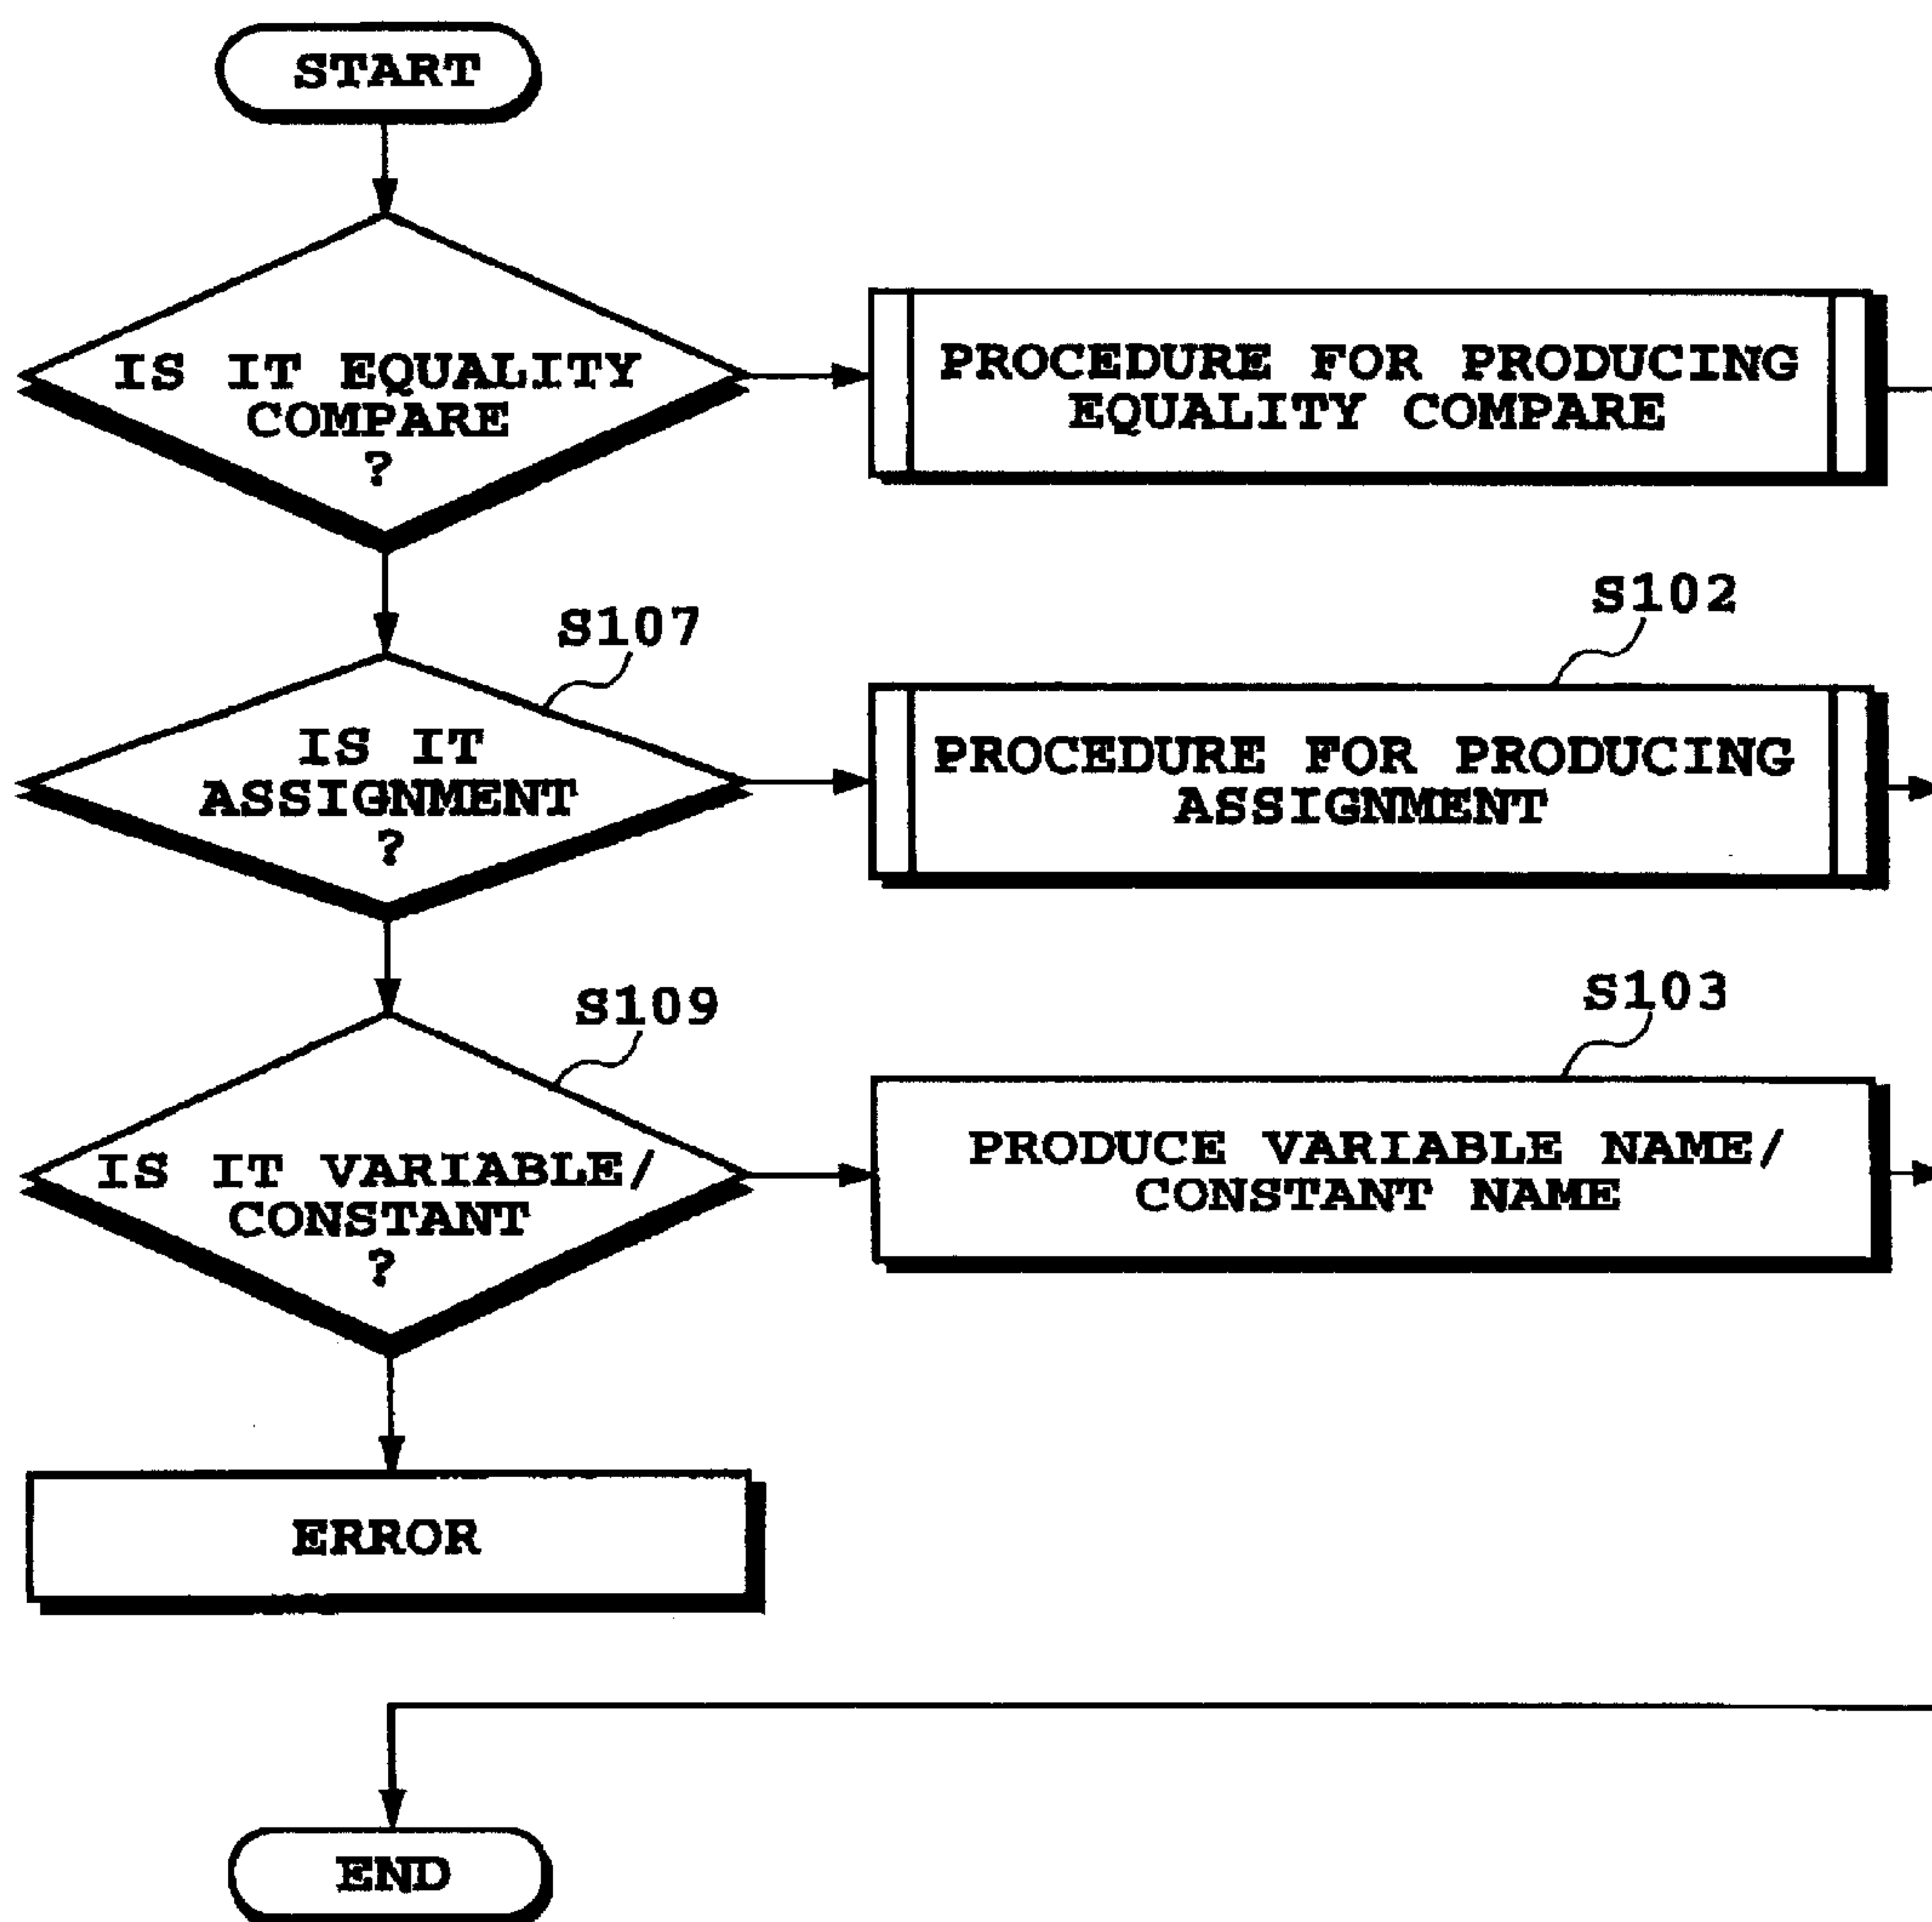 START
IS IT EQUALITY
COMPARE
?
PROCEDURE FOR PRODUCING
EQUALITY COMPARE
S107
S102
IS IT
ASSIGNMENT
?
PROCEDURE FOR PRODUCING
ASSIGNMENT
S109
S103
IS IT VARIABLE/
CONSTANT
?
PRODUCE VARIABLE NAME/
CONSTANT NAME
ERROR
END